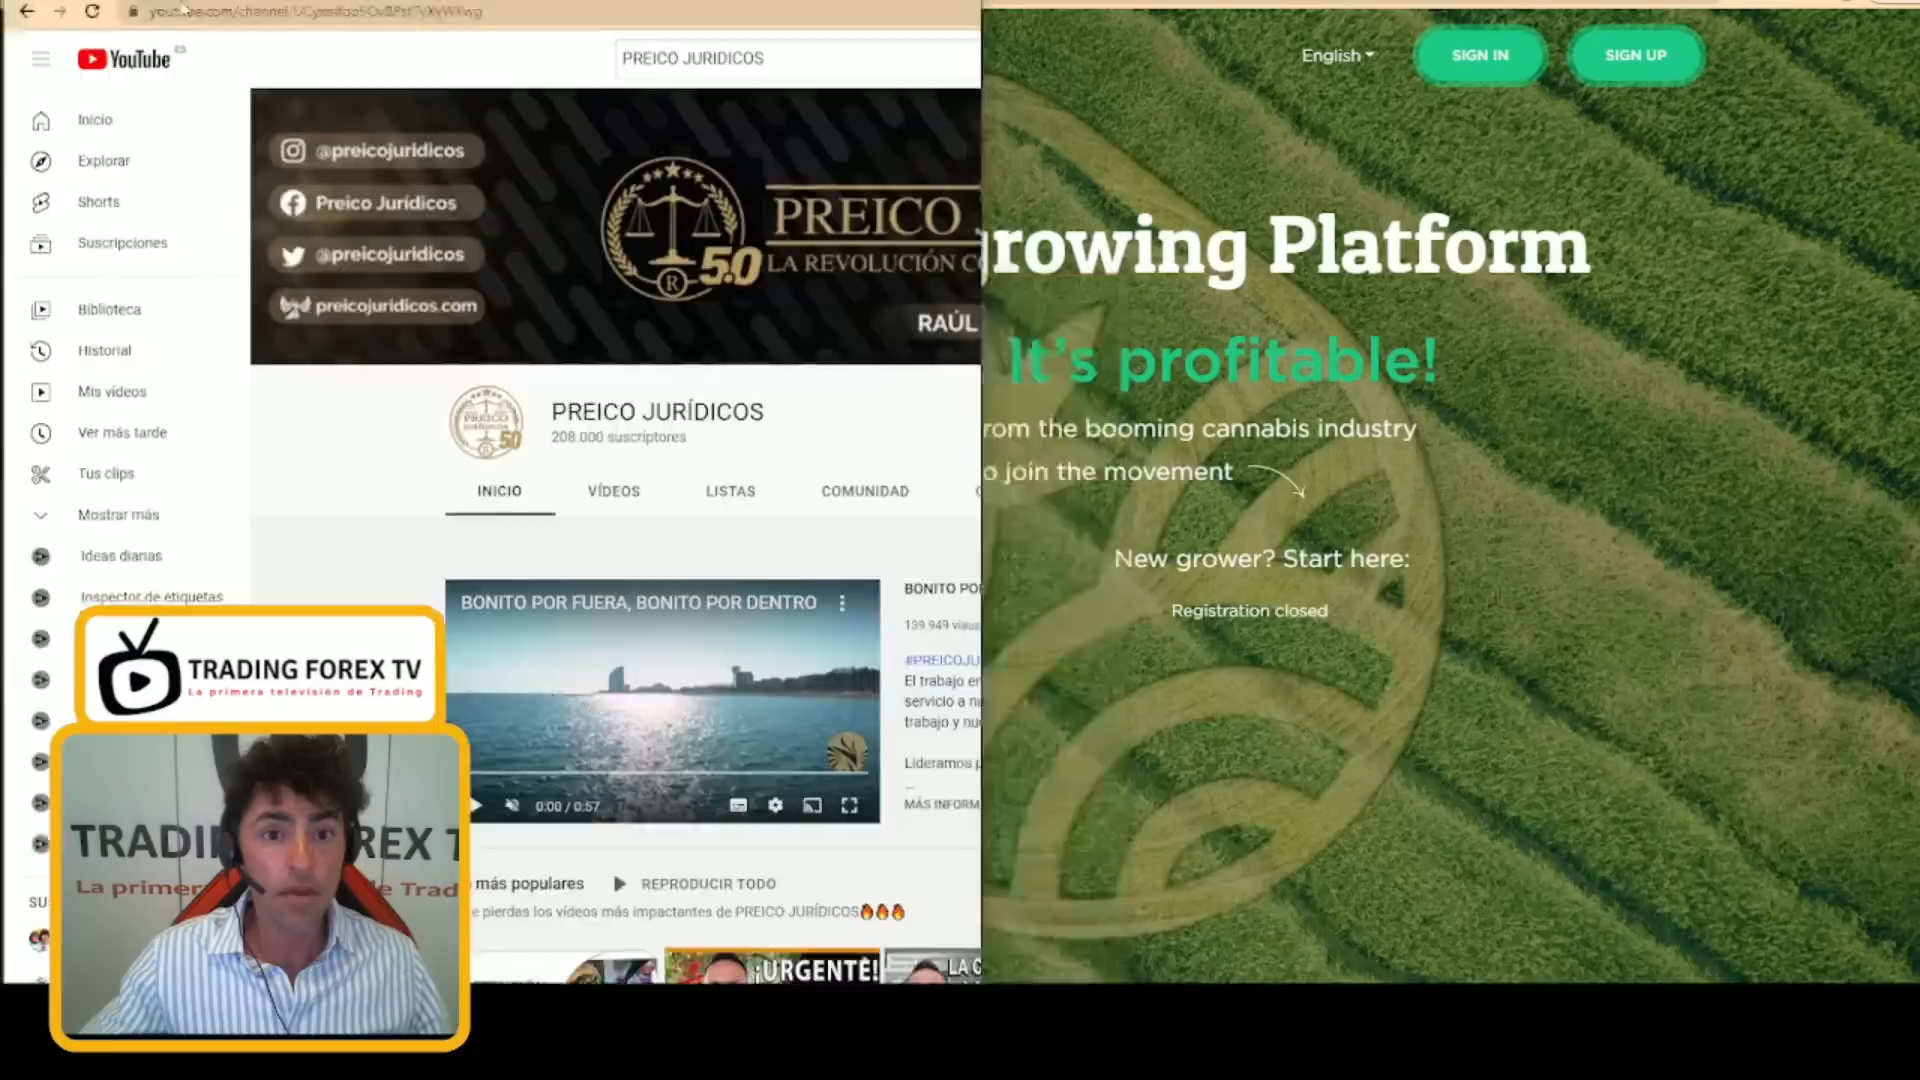 YouTube
ES
PREICO JURIDICOS
Inicio
Explorar
Shorts
Suscripciones
Biblioteca
Historial
Mis vídeos
Ver más tarde
Tus clips
Mostrar más
Ideas diarias
Inspector de etiquetas
@preicojuridicos
Preico Jurídicos
@preicojuridicos
preicojuridicos.com
5.0
PREICO
LA REVOLUCIÓN
RAÚL
PREICO JURÍDICOS
208.000 suscriptores
INICIO
VÍDEOS
LISTAS
COMUNIDAD
BONITO POR FUERA, BONITO POR DENTRO
0:00 / 0:57
BONITO
139.949
#PREICOJU
El trabajo
servicio a
trabajo y
Lideramos
MÁS INFORM
más populares
REPRODUCIR TODO
pierdas los vídeos más impactantes de PREICO JURÍDICOS🔥🔥🔥
¡URGENTE!
TRADING FOREX TV
La primera televisión de Trading
English
SIGN IN
SIGN UP
rowing Platform
It's profitable!
rom the booming cannabis industry
o join the movement
New grower? Start here:
Registration closed